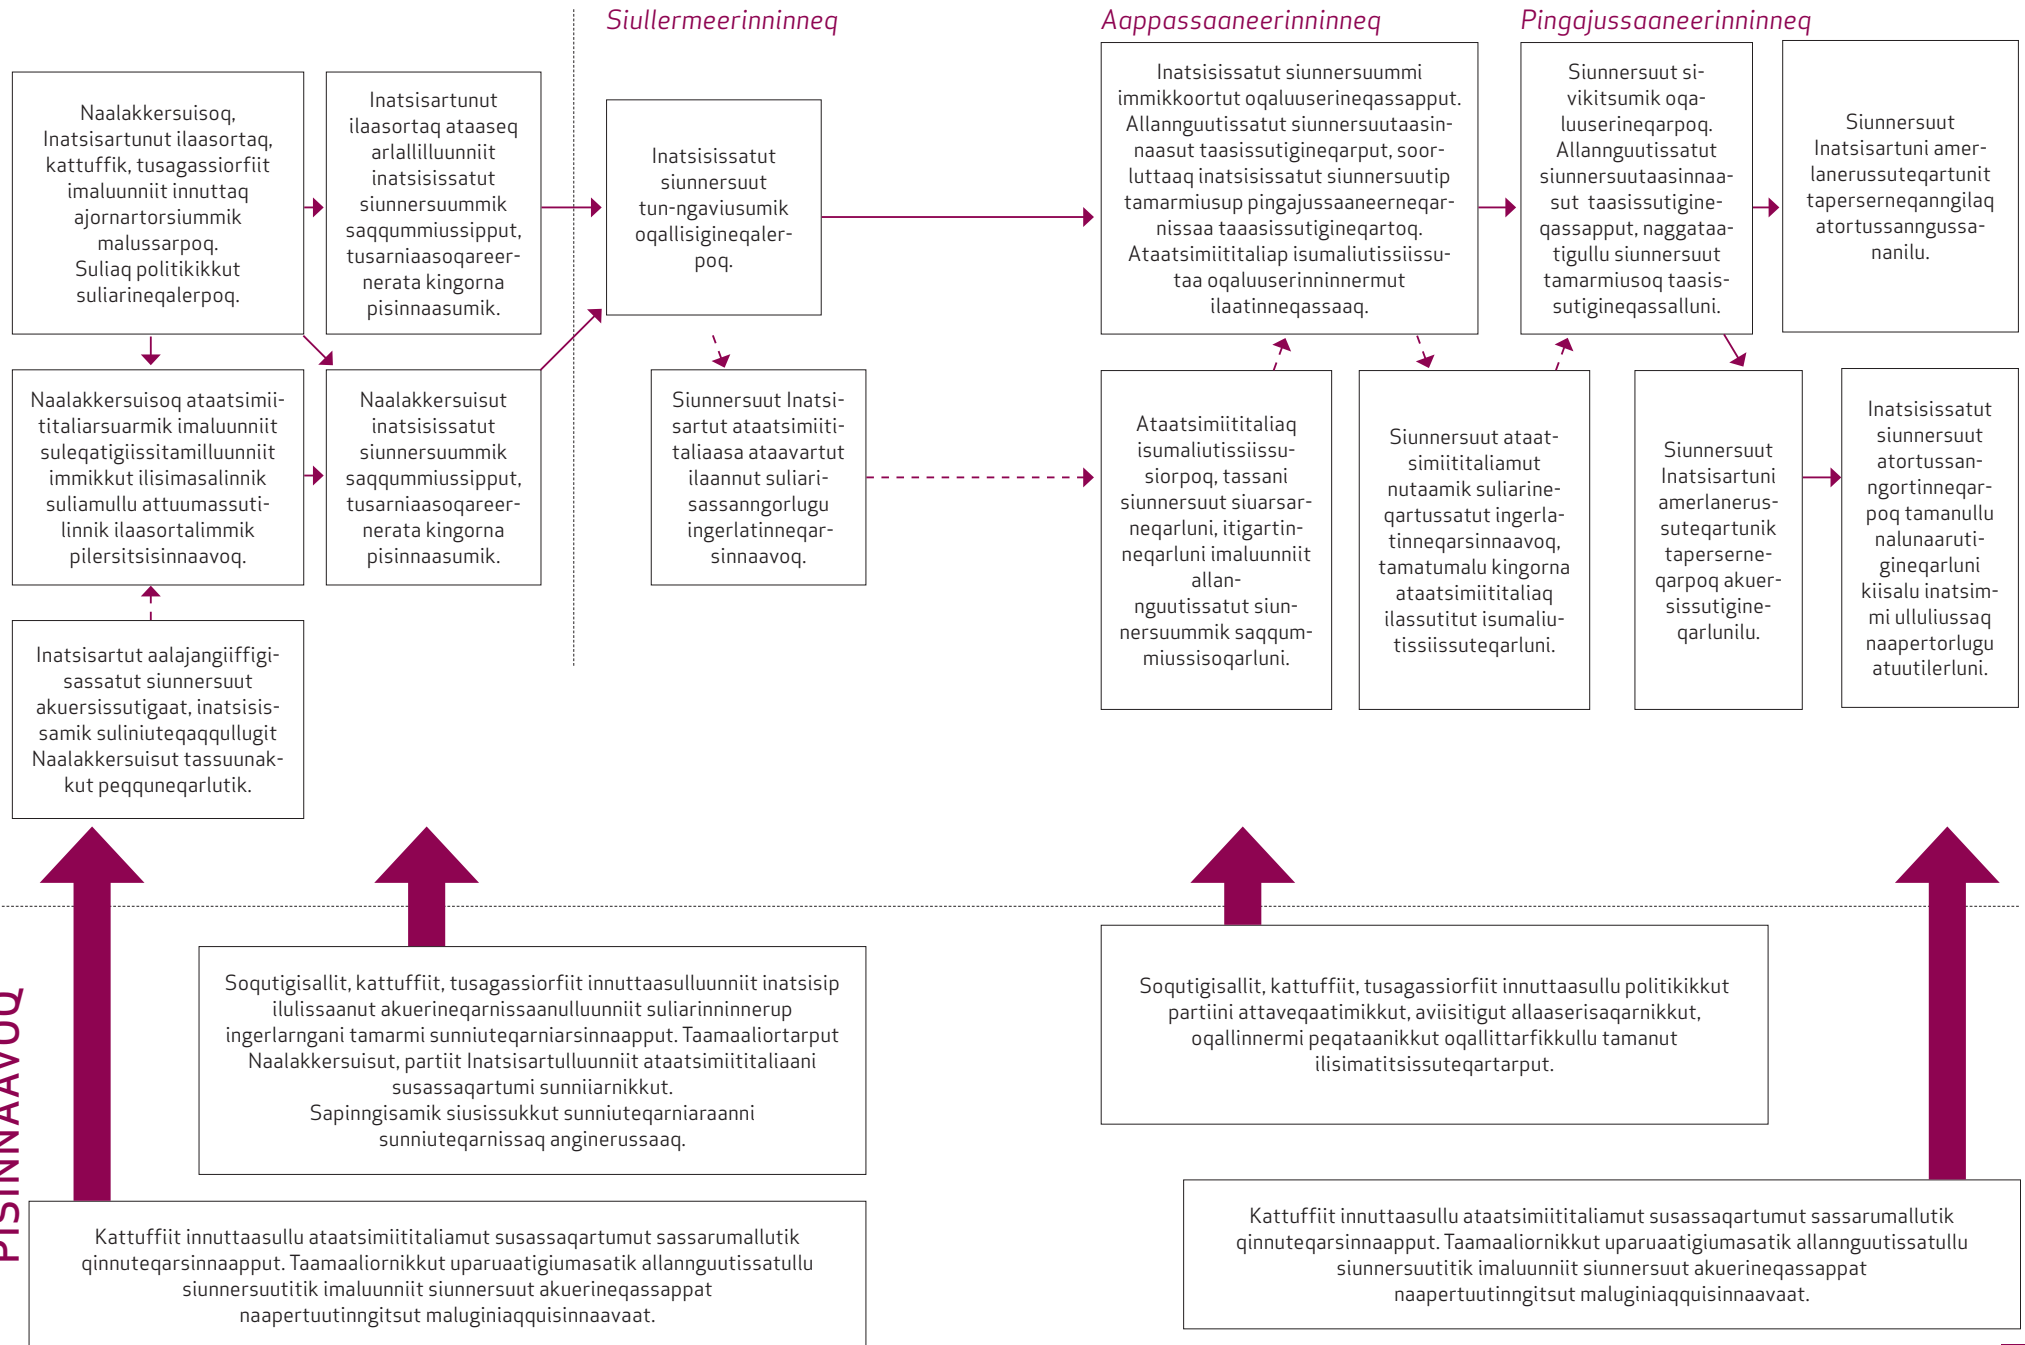 Siullermeerinninneq
Aappassaaneerinninneq
Pingajussaaneerinninneq
Naalakkersuisoq,
Inatsisartunut ilaasortaq,
kattuffik, tusagassiorfiit
imaluunniit innuttaq
ajornartorsiummik
malussarpoq.
Suliaq politikikkut
suliarineqalerpoq.
Inatsisartunut
ilaasortaq ataaseq
arlallilluunniit
inatsisissatut
siunnersuummik
saqqummiussipput,
tusarniaasoqareer-
nerata kingorna
pisinnaasumik.
Inatsisissatut
siunnersuut
tun-ngaviusumik
oqallisigineqaler-
poq.
Inatsisissatut siunnersuummi
immikkoortut oqaluuserineqassapput.
Allannguutissatut siunnersuutaasin-
naasut taasissutigineqarput, soor-
luttaaq inatsisissatut siunnersuutip
tamarmiusup pingajussaaneerneqar-
nissaa taaasissutigineqartoq.
Ataatsimiititaliap isumaliutissiissu-
taa oqaluuserinninnermut
ilaatinneqassaaq.
Siunnersuut si-
vikitsumik oqa-
luuserineqarpoq.
Allannguutissatut
siunnersuutaasinnaa-
sut taasissutigine-
qassapput, naggataa-
tigullu siunnersuut
tamarmiusoq taasis-
sutigineqassalluni.
Siunnersuut
Inatsisartuni amer-
lanerussuteqartunit
taperserneqanngilaq
atortussanngussa-
nanilu.
Naalakkersuisoq ataatsimii-
titaliarsuarmik imaluunniit
suleqatigiissitamilluunniit
immikkut ilisimasalinnik
suliamullu attuumassuti-
linnik ilaasortalimmik
pilersitsisinnaavoq.
Naalakkersuisut
inatsisissatut
siunnersuummik
saqqummiussipput,
tusarniaasoqareer-
nerata kingorna
pisinnaasumik.
Siunnersuut Inatsi-
sartut ataatsimiiti-
taliaasa ataavartut
ilaannut suliari-
sassanngorlugu
ingerlatinneqar-
sinnaavoq.
Ataatsimiititaliaq
isumaliutissiissu-
siorpoq, tassani
siunnersuut siuarsar-
neqarluni, itigartin-
neqarluni imaluunniit
allan-
nguutissatut siun-
nersuummik saqqum-
miussisoqarluni.
Siunnersuut ataat-
simiititaliamut
nutaamik suliarine-
qartussatut ingerla-
tinneqarsinnaavoq,
tamatumalu kingorna
ataatsimiititaliaq
ilassutitut isumaliu-
tissiissuteqarluni.
Siunnersuut
Inatsisartuni
amerlanerus-
suteqartunik
taperserne-
qarpoq akuer-
sissutigine-
qarlunilu.
Inatsisissatut
siunnersuut
atortussan-
ngortinneqar-
poq tamanullu
nalunaaruti-
gineqarluni
kiisalu inatsim-
mi ulluliussaq
naapertorlugu
atuutilerluni.
Inatsisartut aalajangiiffigi-
sassatut siunnersuut
akuersissutigaat, inatsisis-
samik suliniuteqaqqullugit
Naalakkersuisut tassuunak-
kut peqquneqarlutik.
PISINNAAVUQ
Soqutigisallit, kattuffiit, tusagassiorfiit innuttaasulluunniit inatsisip
ilulissaanut akuerineqarnissaanulluunniit suliarinninnerup
ingerlarngani tamarmi sunniuteqarniarsinnaapput. Taamaaliortarput
Naalakkersuisut, partiit Inatsisartulluunniit ataatsimiititaliaani
susassaqartumi sunniiarnikkut.
Sapinngisamik siusissukkut sunniuteqarniaraanni
sunniuteqarnissaq anginerussaaq.
Soqutigisallit, kattuffiit, tusagassiorfiit innuttaasullu politikikkut
partiini attaveqaatimikkut, aviisitigut allaaserisaqarnikkut,
oqallinnermi peqataanikkut oqallittarfikkullu tamanut
ilisimatitsissuteqartarput.
Kattuffiit innuttaasullu ataatsimiititaliamut susassaqartumut sassarumallutik
qinnuteqarsinnaapput. Taamaaliornikkut uparuaatigiumasatik allannguutissatullu
siunnersuutitik imaluunniit siunnersuut akuerineqassappat
naapertuutinngitsut maluginiaqquisinnaavaat.
Kattuffiit innuttaasullu ataatsimiititaliamut susassaqartumut sassarumallutik
qinnuteqarsinnaapput. Taamaaliornikkut uparuaatigiumasatik allannguutissatullu
siunnersuutitik imaluunniit siunnersuut akuerineqassappat
naapertuutinngitsut maluginiaqquisinnaavaat.